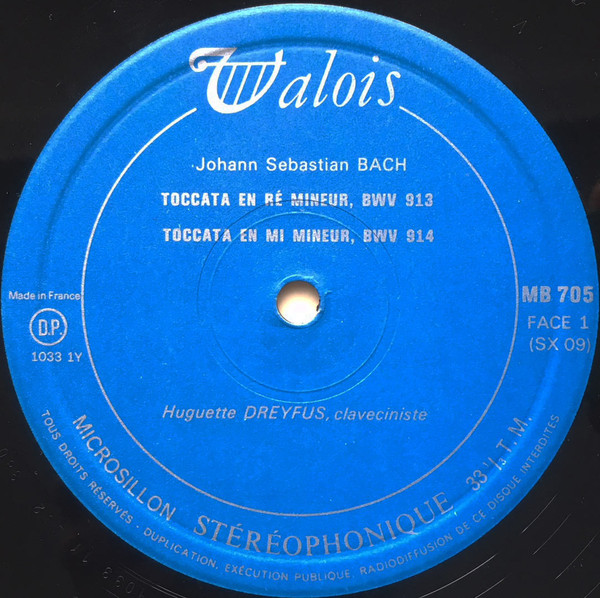 Valois
Johann Sebastian BACH
TOCCATA EN RÉ MINEUR, BWV 913
TOCCATA EN MI MINEUR, BWV 914
Made in France
D.P.
1033 1Y
MB 705
FACE 1
(SX 09)
Huguette DREYFUS, claveciniste
MICROSILLON STÉRÉOPHONIQUE 33 1/3 T.M.
TOUS DROITS RÉSERVÉS - DUPLICATION, EXÉCUTION PUBLIQUE, RADIODIFFUSION DE CE DISQUE INTERDITES